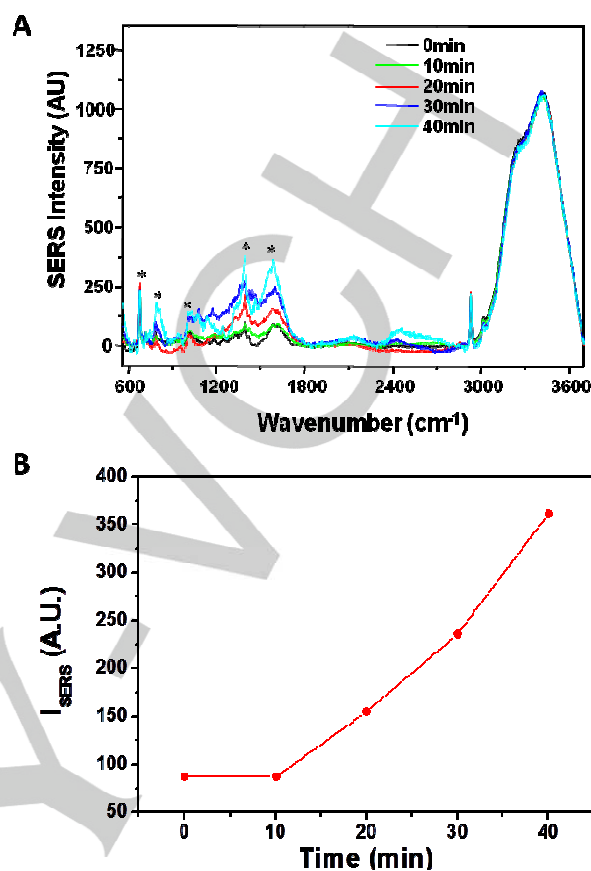 A
SERS Intensity (AU)
1250
1000
750
500
250
0
0min
10min
20min
30min
40min
* * * * *
600 1200 1800 2400 3000 3600
Wavenumber (cm-1)
B
I SERS (A.U.)
400
350
300
250
200
150
100
50
0 10 20 30 40
Time (min)
Y-VCH